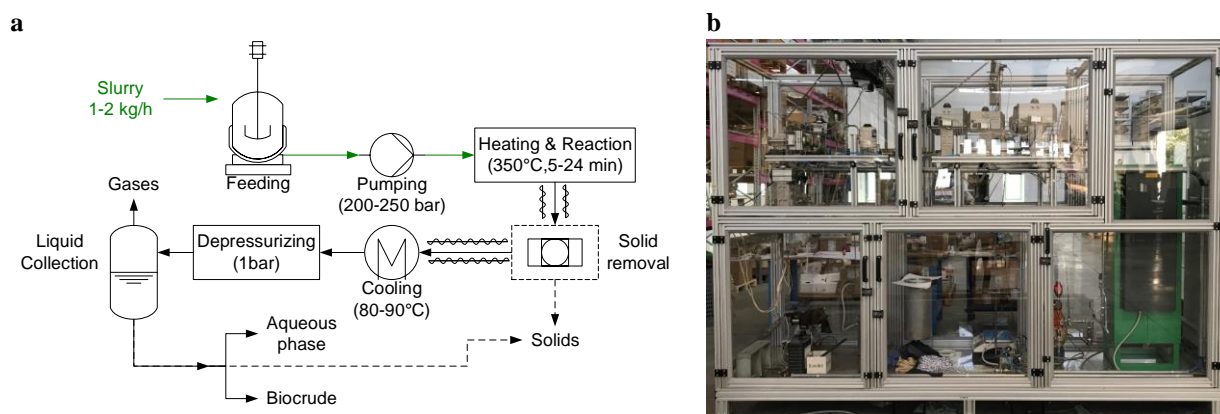 a
b
Slurry
1-2 kg/h
Feeding
Pumping
(200-250 bar)
Heating & Reaction
(350°C,5-24 min)
Gases
Liquid
Collection
Depressurizing
(1bar)
Cooling
(80-90°C)
Solid
removal
Aqueous
phase
Solids
Biocrude